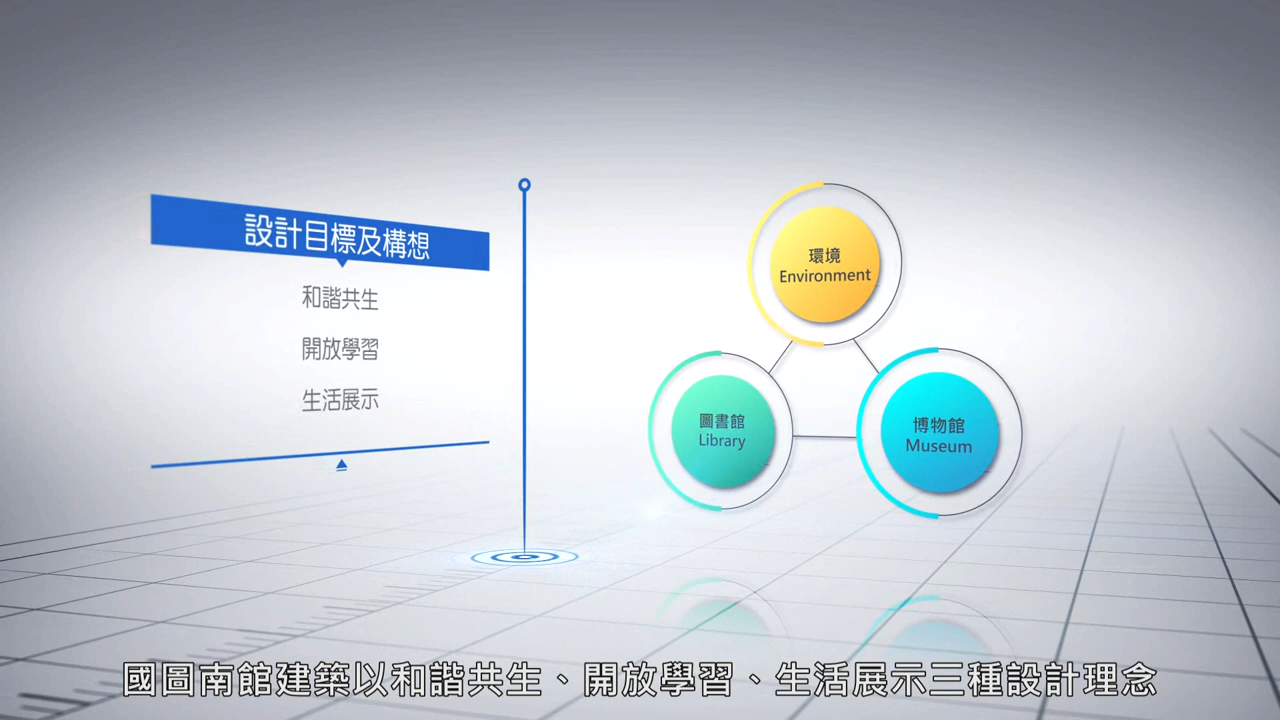 設計目標及構想
和諧共生
開放學習
生活展示
環境
Environment
圖書館
Library
博物館
Museum
國圖南館建築以和諧共生、開放學習、生活展示三種設計理念